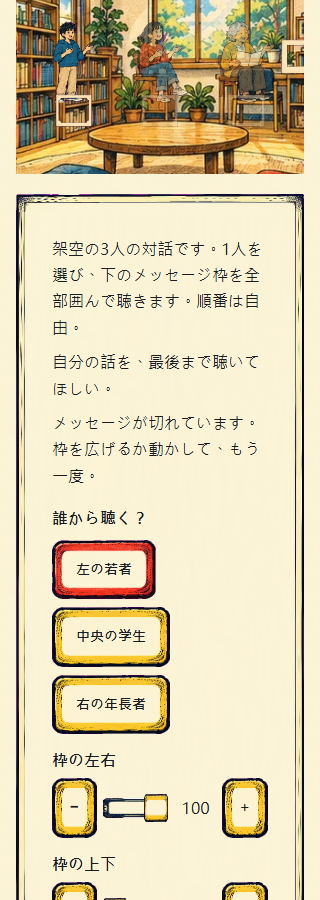 架空の3人の対話です。1人を
選び、下のメッセージ枠を全
部囲んで聴きます。順番は自
由。
自分の話を、最後まで聴いて
ほしい。
メッセージが切れています。
枠を広げるか動かして、もう
一度。
誰から聴く？
左の若者
中央の学生
右の年長者
枠の左右
−
100
+
枠の上下